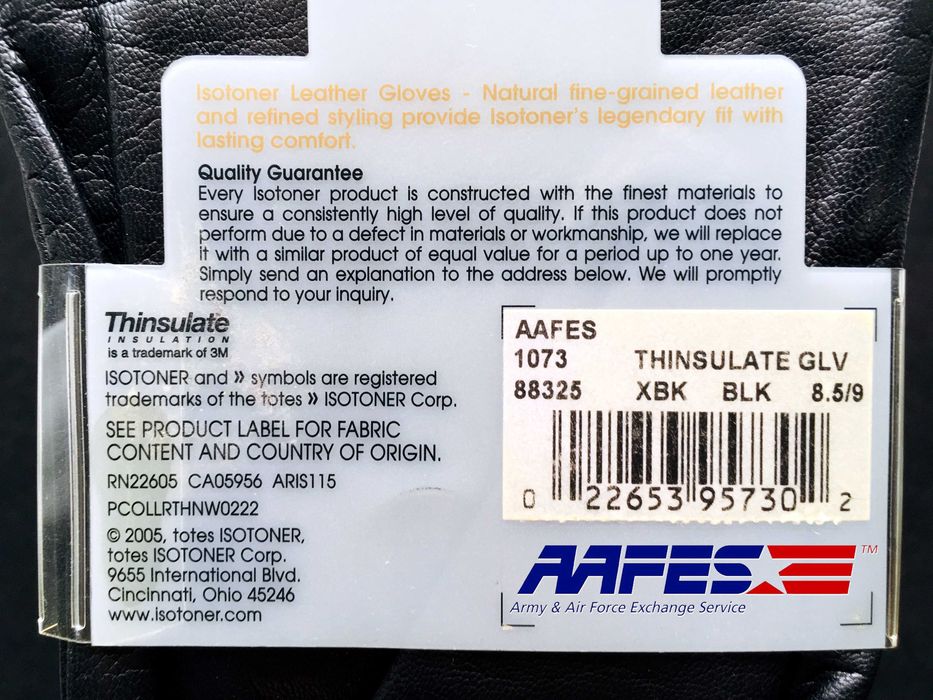 Isotoner Leather Gloves - Natural fine-grained leather
and refined styling provide Isotoner's legendary fit with
lasting comfort.
Quality Guarantee
Every Isotoner product is constructed with the finest materials to
ensure a consistently high level of quality. If this product does not
perform due to a defect in materials or workmanship, we will replace
it with a similar product of equal value for a period up to one year.
Simply send an explanation to the address below. We will promptly
respond to your inquiry.
Thinsulate
INSULATION
is a trademark of 3M
ISOTONER and » symbols are registered
trademarks of the totes » ISOTONER Corp.
SEE PRODUCT LABEL FOR FABRIC
CONTENT AND COUNTRY OF ORIGIN.
RN22605 CA05956 ARIS115
PCOLLRTHNW0222
© 2005, totes ISOTONER,
totes ISOTONER Corp.
9655 International Blvd.
Cincinnati, Ohio 45246
www.isotoner.com
AAFES
1073 THINSULATE GLV
88325 XBK BLK 8.5/9
0 22653 95730 2
AAFES TM
Army & Air Force Exchange Service